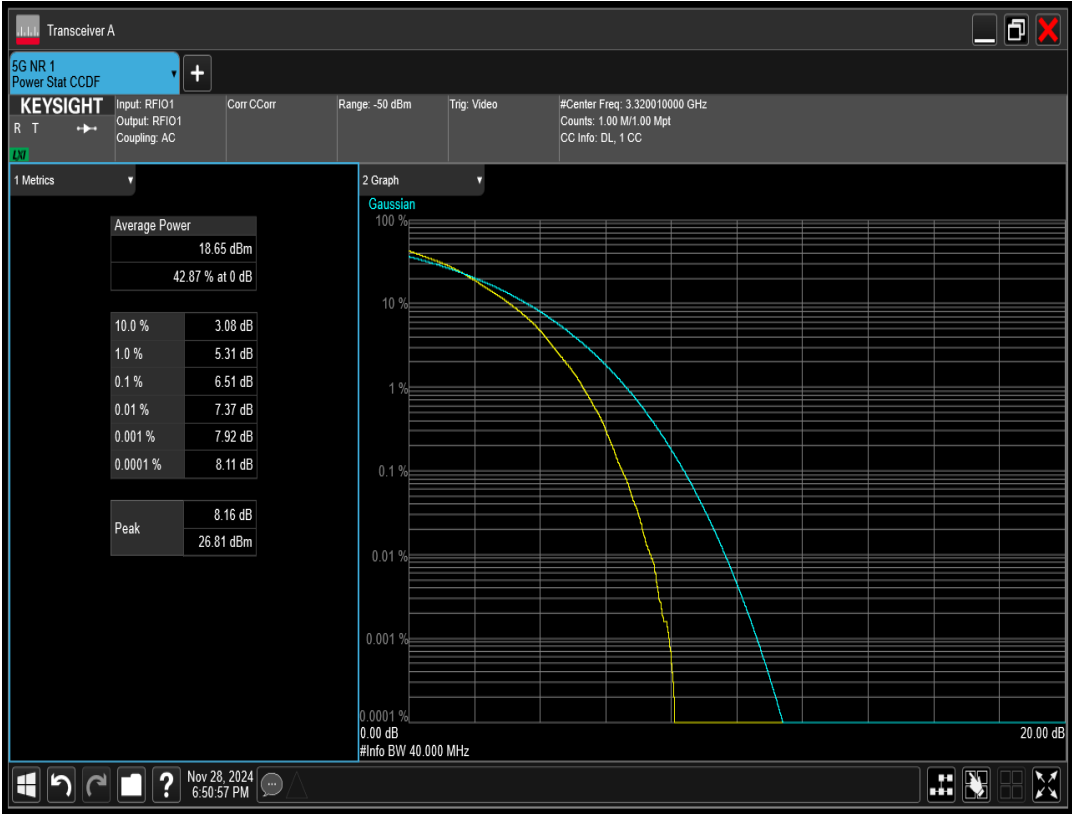 Transceiver A
5G NR 1
Power Stat CCDF
+
KEYSIGHT
R T
LXI
Input: RFIO1
Output: RFIO1
Coupling: AC
Corr CCorr
Range: -50 dBm
Trig: Video
#Center Freq: 3.320010000 GHz
Counts: 1.00 M/1.00 Mpt
CC Info: DL, 1 CC
1 Metrics
Average Power
18.65 dBm
42.87 % at 0 dB
10.0 % 3.08 dB
1.0 % 5.31 dB
0.1 % 6.51 dB
0.01 % 7.37 dB
0.001 % 7.92 dB
0.0001 % 8.11 dB
Peak
8.16 dB
26.81 dBm
2 Graph
Gaussian
100 %
10 %
1 %
0.1 %
0.01 %
0.001 %
0.0001 %
0.00 dB 20.00 dB
#Info BW 40.000 MHz
?
Nov 28, 2024
6:50:57 PM